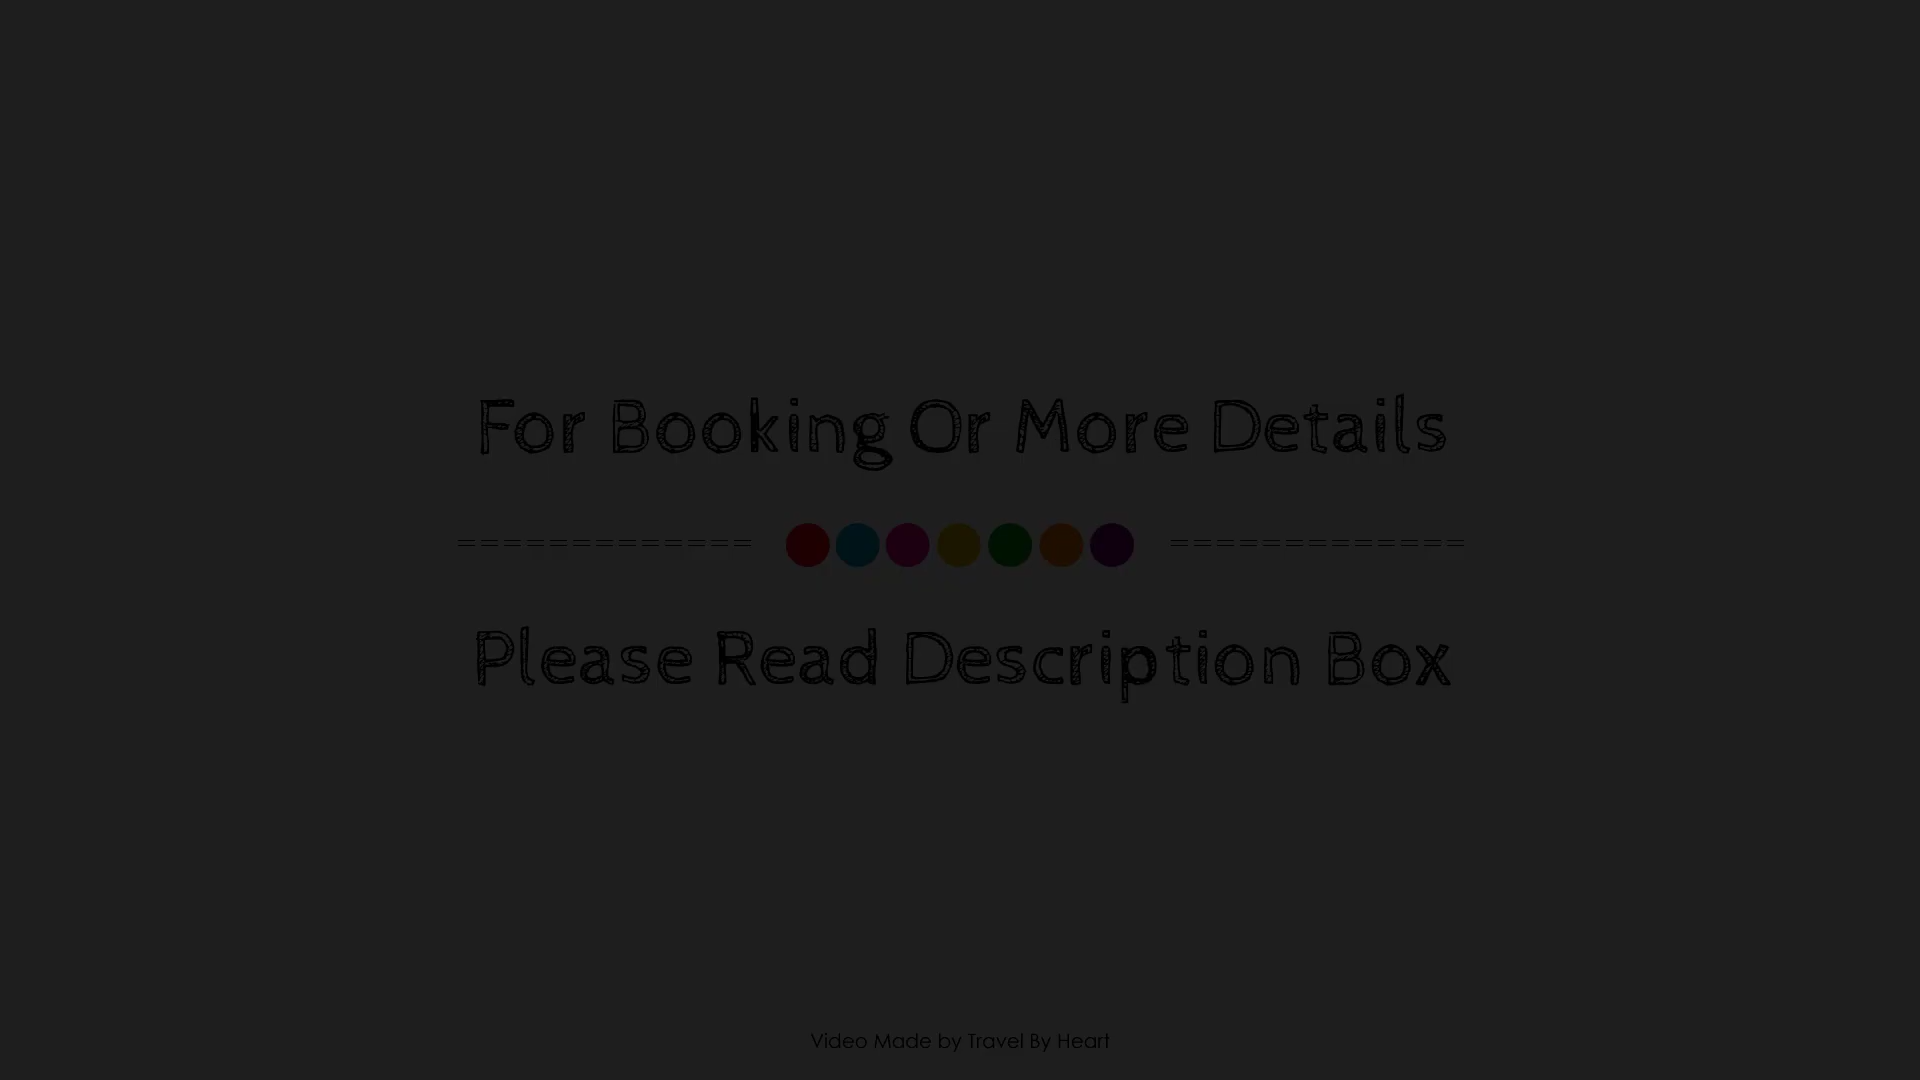 For Booking Or More Details
============= =============
Please Read Description Box
Video Made by Travel By Heart